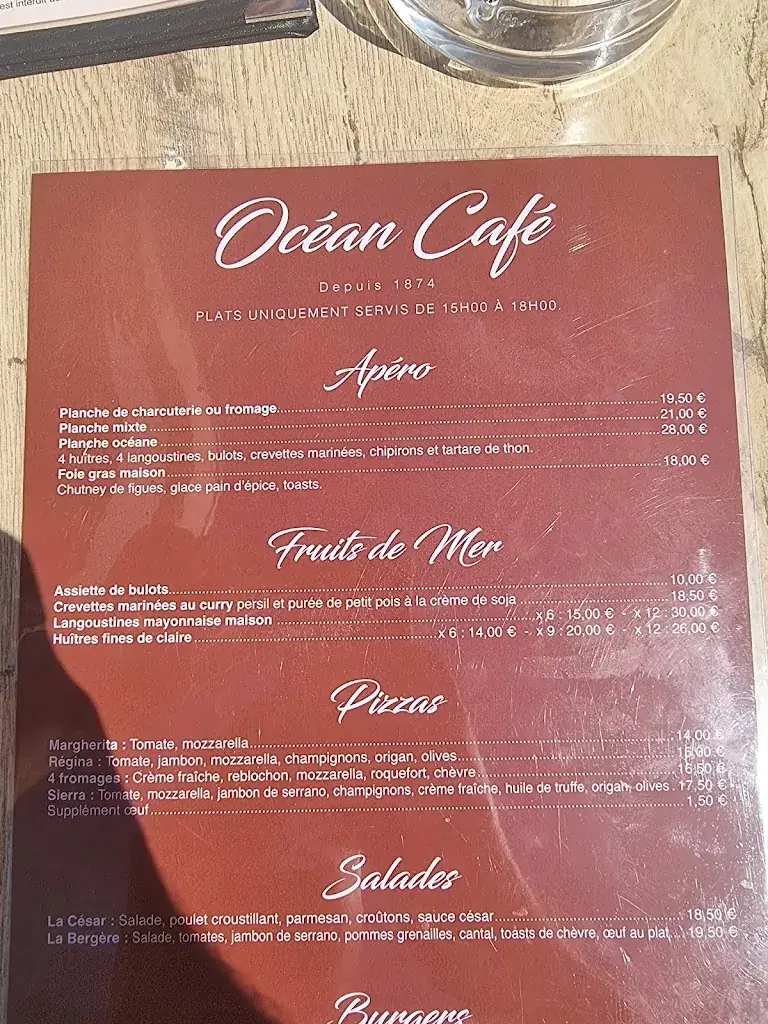 est interdit au
Océan Café
Depuis 1874
PLATS UNIQUEMENT SERVIS DE 15H00 À 18H00.
Apéro
Planche de charcuterie ou fromage 19,50 €
Planche mixte 21,00 €
Planche océane 28,00 €
4 huîtres, 4 langoustines, bulots, crevettes marinées, chipirons et tartare de thon.
Foie gras maison 18,00 €
Chutney de figues, glace pain d'épice, toasts.
Fruits de Mer
Assiette de bulots 10,00 €
Crevettes marinées au curry persil et purée de petit pois à la crème de soja 18,50 €
Langoustines mayonnaise maison x 6 : 15,00 € - x 12 : 30,00 €
Huîtres fines de claire x 6 : 14,00 € - x 9 : 20,00 € - x 12 : 26,00 €
Pizzas
Margherita : Tomate, mozzarella 14,00 €
Régina : Tomate, jambon, mozzarella, champignons, origan, olives 16,00 €
4 fromages : Crème fraîche, reblochon, mozzarella, roquefort, chèvre 16,50 €
Sierra : Tomate, mozzarella, jambon de serrano, champignons, crème fraîche, huile de truffe, origan, olives . 17,50 €
Supplément œuf 1,50 €
Salades
La César : Salade, poulet croustillant, parmesan, croûtons, sauce césar 18,50 €
La Bergère : Salade, tomates, jambon de serrano, pommes grenailles, cantal, toasts de chèvre, œuf au plat 19,50 €
Burgers